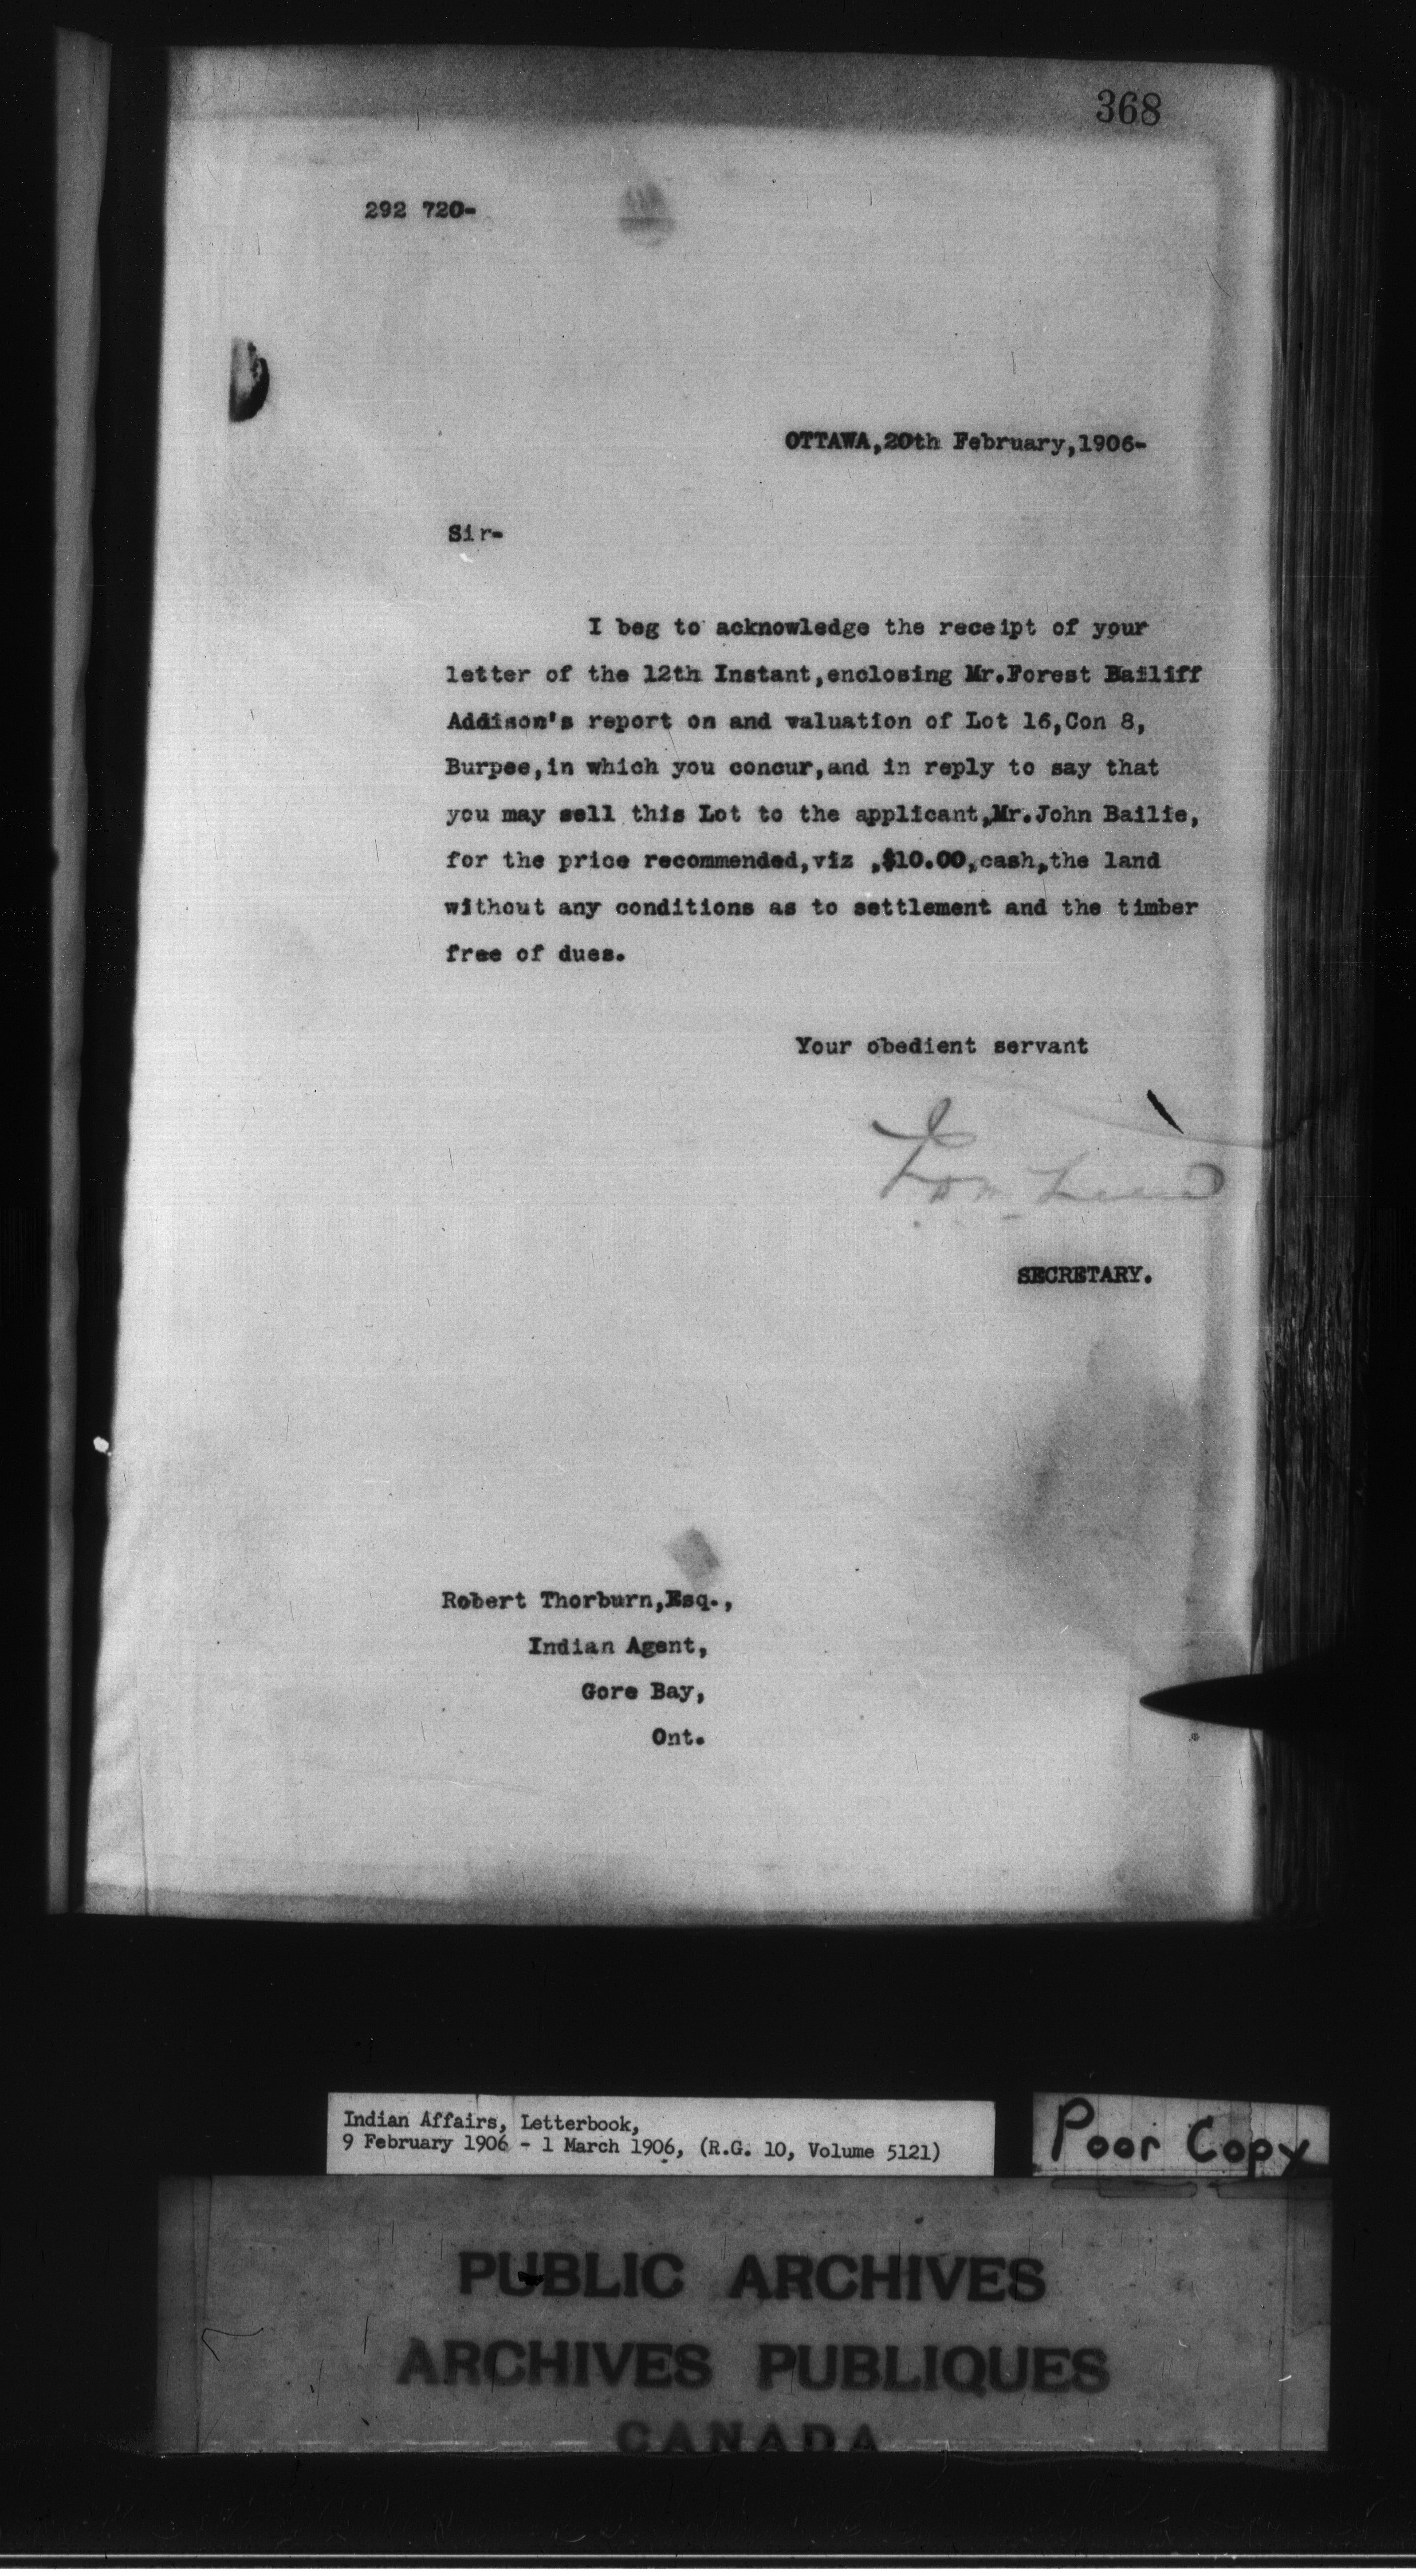 368
292 720-
OTTAWA,20th February,1906-
Sir-
I beg to acknowledge the receipt of your
letter of the 12th Instant,enclosing Mr.Forest Bailiff
Addison's report on and valuation of Lot 16,Con 8,
Burpee,in which you concur,and in reply to say that
you may sell this Lot to the applicant,Mr.John Bailie,
for the price recommended,viz ,$10.00,cash,the land
without any conditions as to settlement and the timber
free of dues.
Your obedient servant
SECRETARY.
Robert Thorburn,Esq.,
Indian Agent,
Gore Bay,
Ont.
Indian Affairs, Letterbook,
9 February 1906 - 1 March 1906, (R.G. 10, Volume 5121)
Poor Copy
PUBLIC ARCHIVES
ARCHIVES PUBLIQUES
CANADA